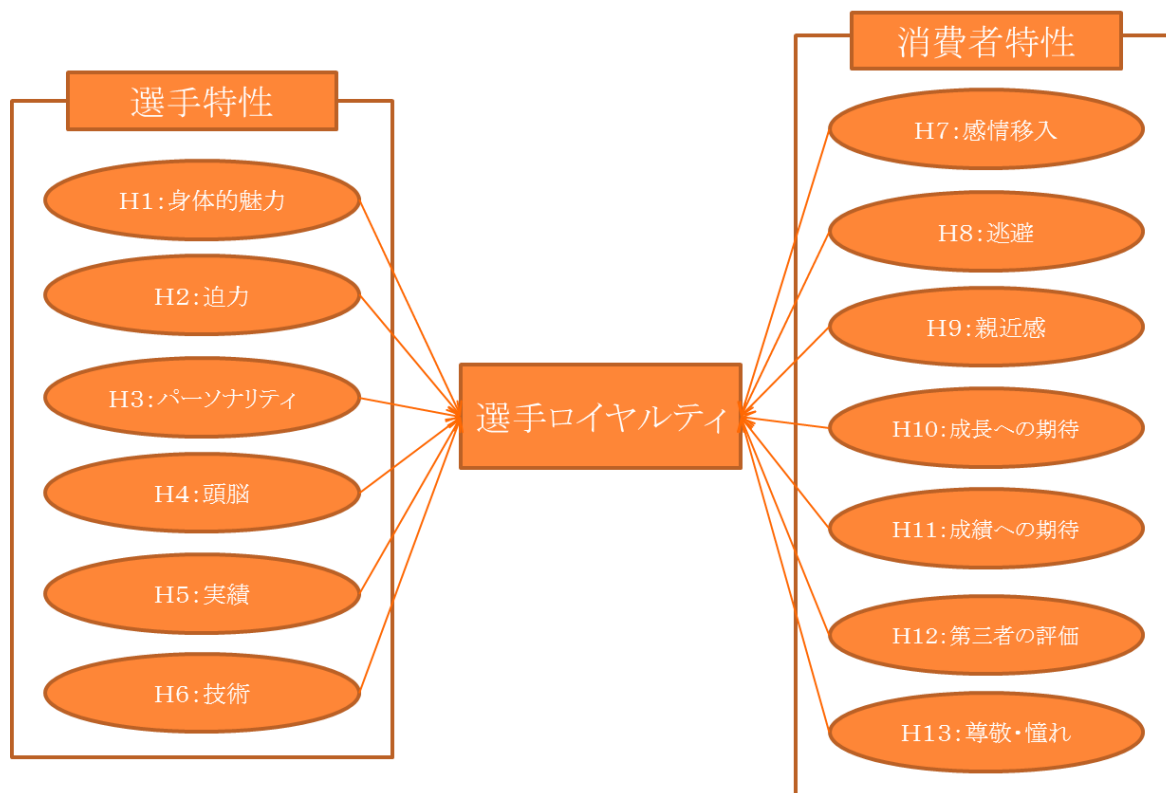 選手特性
H1:身体的魅力
H2:迫力
H3:パーソナリティ
H4:頭脳
H5:実績
H6:技術
選手ロイヤルティ
消費者特性
H7:感情移入
H8:逃避
H9:親近感
H10:成長への期待
H11:成績への期待
H12:第三者の評価
H13:尊敬・憧れ